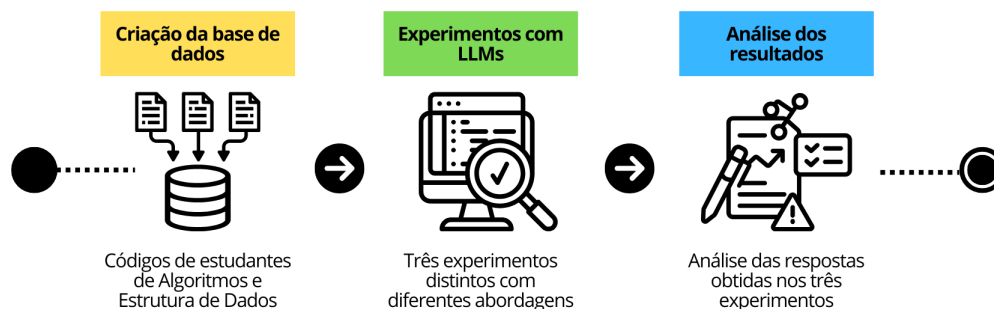 Criação da base de
dados
Experimentos com
LLMs
Análise dos
resultados
Códigos de estudantes
de Algoritmos e
Estrutura de Dados
Três experimentos
distintos com
diferentes abordagens
Análise das respostas
obtidas nos três
experimentos